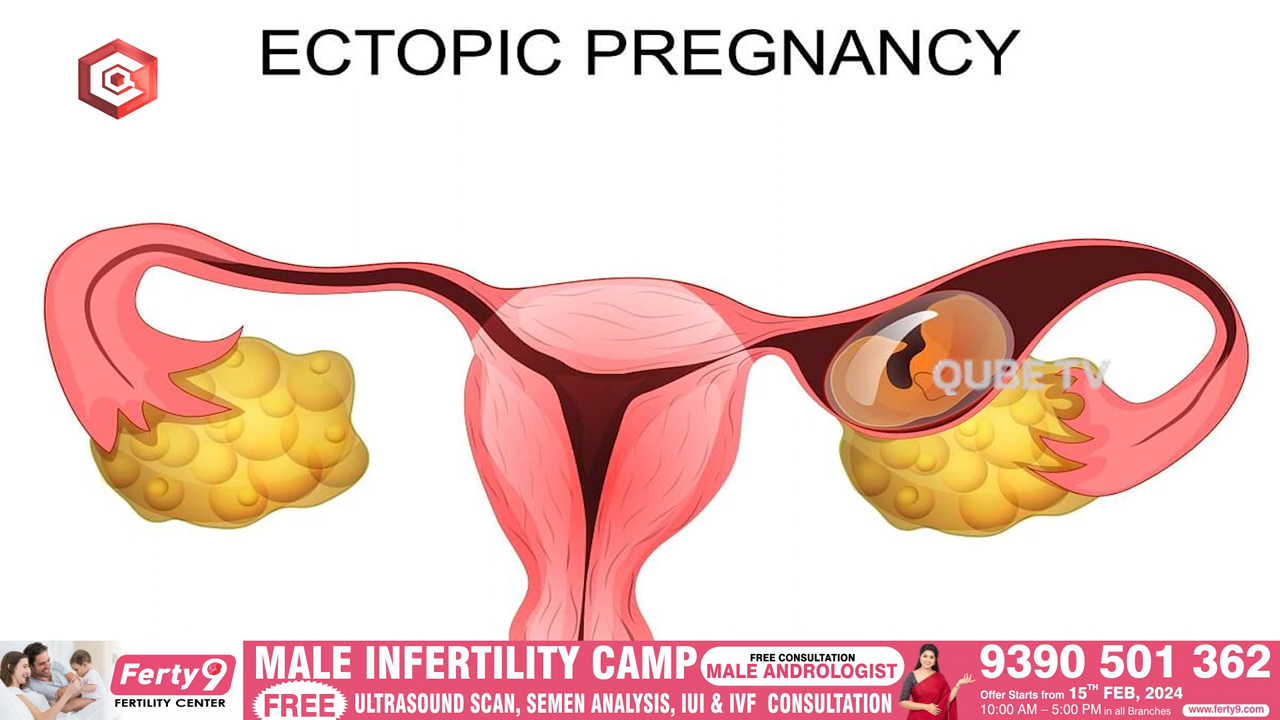 ECTOPIC PREGNANCY
QUBE TV
Ferty9
FERTILITY CENTER
MALE INFERTILITY CAMP
FREE CONSULTATION
MALE ANDROLOGIST
FREE
ULTRASOUND SCAN, SEMEN ANALYSIS, IUI & IVF CONSULTATION
9390 501 362
Offer Starts from 15TH FEB, 2024
10:00 AM – 5:00 PM in all Branches
www.ferty9.com